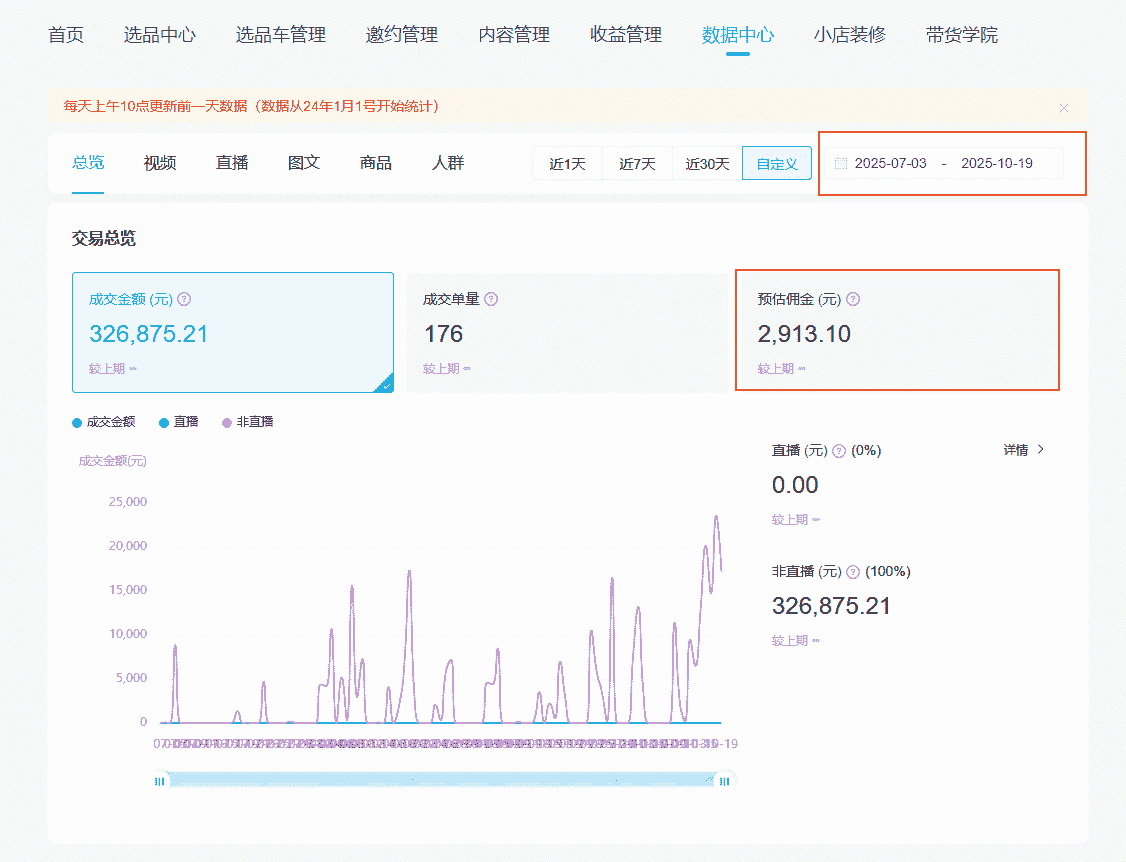 首页 选品中心 选品车管理 邀约管理 内容管理 收益管理 数据中心 小店装修 带货学院
每天上午10点更新前一天数据（数据从24年1月1号开始统计）
总览 视频 直播 图文 商品 人群 近1天 近7天 近30天 自定义 2025-07-03 - 2025-10-19
交易总览
成交金额 (元) 成交单量 预估佣金 (元)
326,875.21 176 2,913.10
较上期 较上期 较上期
成交金额 直播 非直播
成交金额(元)
直播 (元) (0%) 详情
0.00
较上期
非直播 (元) (100%)
326,875.21
较上期
25,000
20,000
15,000
10,000
5,000
0